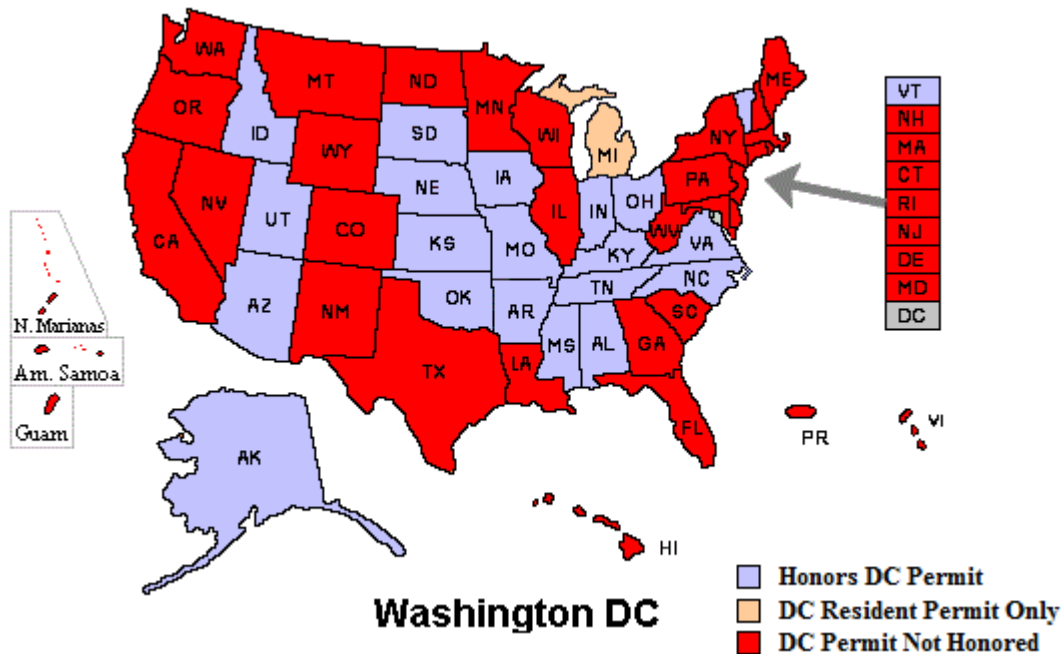 WA
MT
ND
MN
ME
OR
ID
SD
WI
MI
NY
WY
NE
IA
PA
NV
UT
CO
IL
IN
OH
WV
VA
CA
KS
MO
KY
AZ
NM
OK
AR
TN
NC
SC
TX
LA
MS
AL
GA
FL
VT
NH
MA
CT
RI
NJ
DE
MD
DC
N. Marianas
Am. Samoa
Guam
AK
HI
PR
VI
Washington DC
Honors DC Permit
DC Resident Permit Only
DC Permit Not Honored